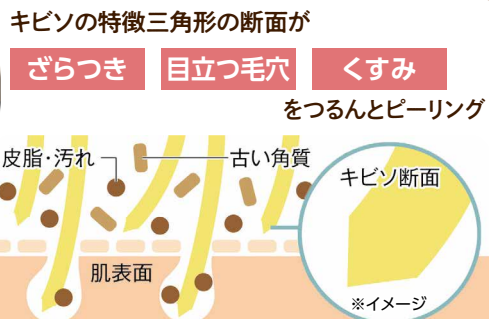 キビソの特徴三角形の断面が
ざらつき 目立つ毛穴 くすみ
をつるんとピーリング
皮脂・汚れ 古い角質
キビソ断面
肌表面
※イメージ